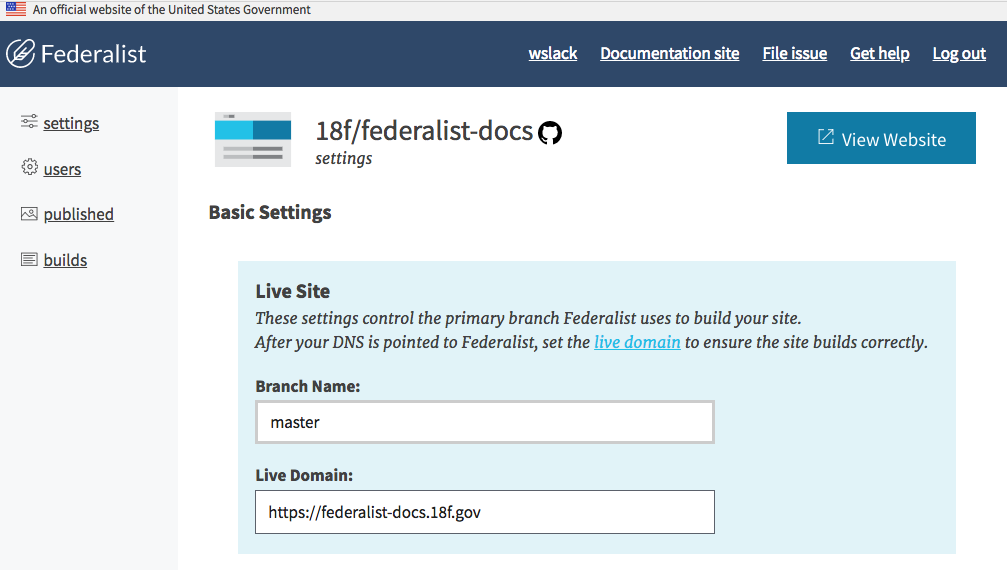 An official website of the United States Government
Federalist
wslack Documentation site File issue Get help Log out
settings
users
published
builds
18f/federalist-docs
settings
View Website
Basic Settings
Live Site
These settings control the primary branch Federalist uses to build your site.
After your DNS is pointed to Federalist, set the live domain to ensure the site builds correctly.
Branch Name:
master
Live Domain:
https://federalist-docs.18f.gov